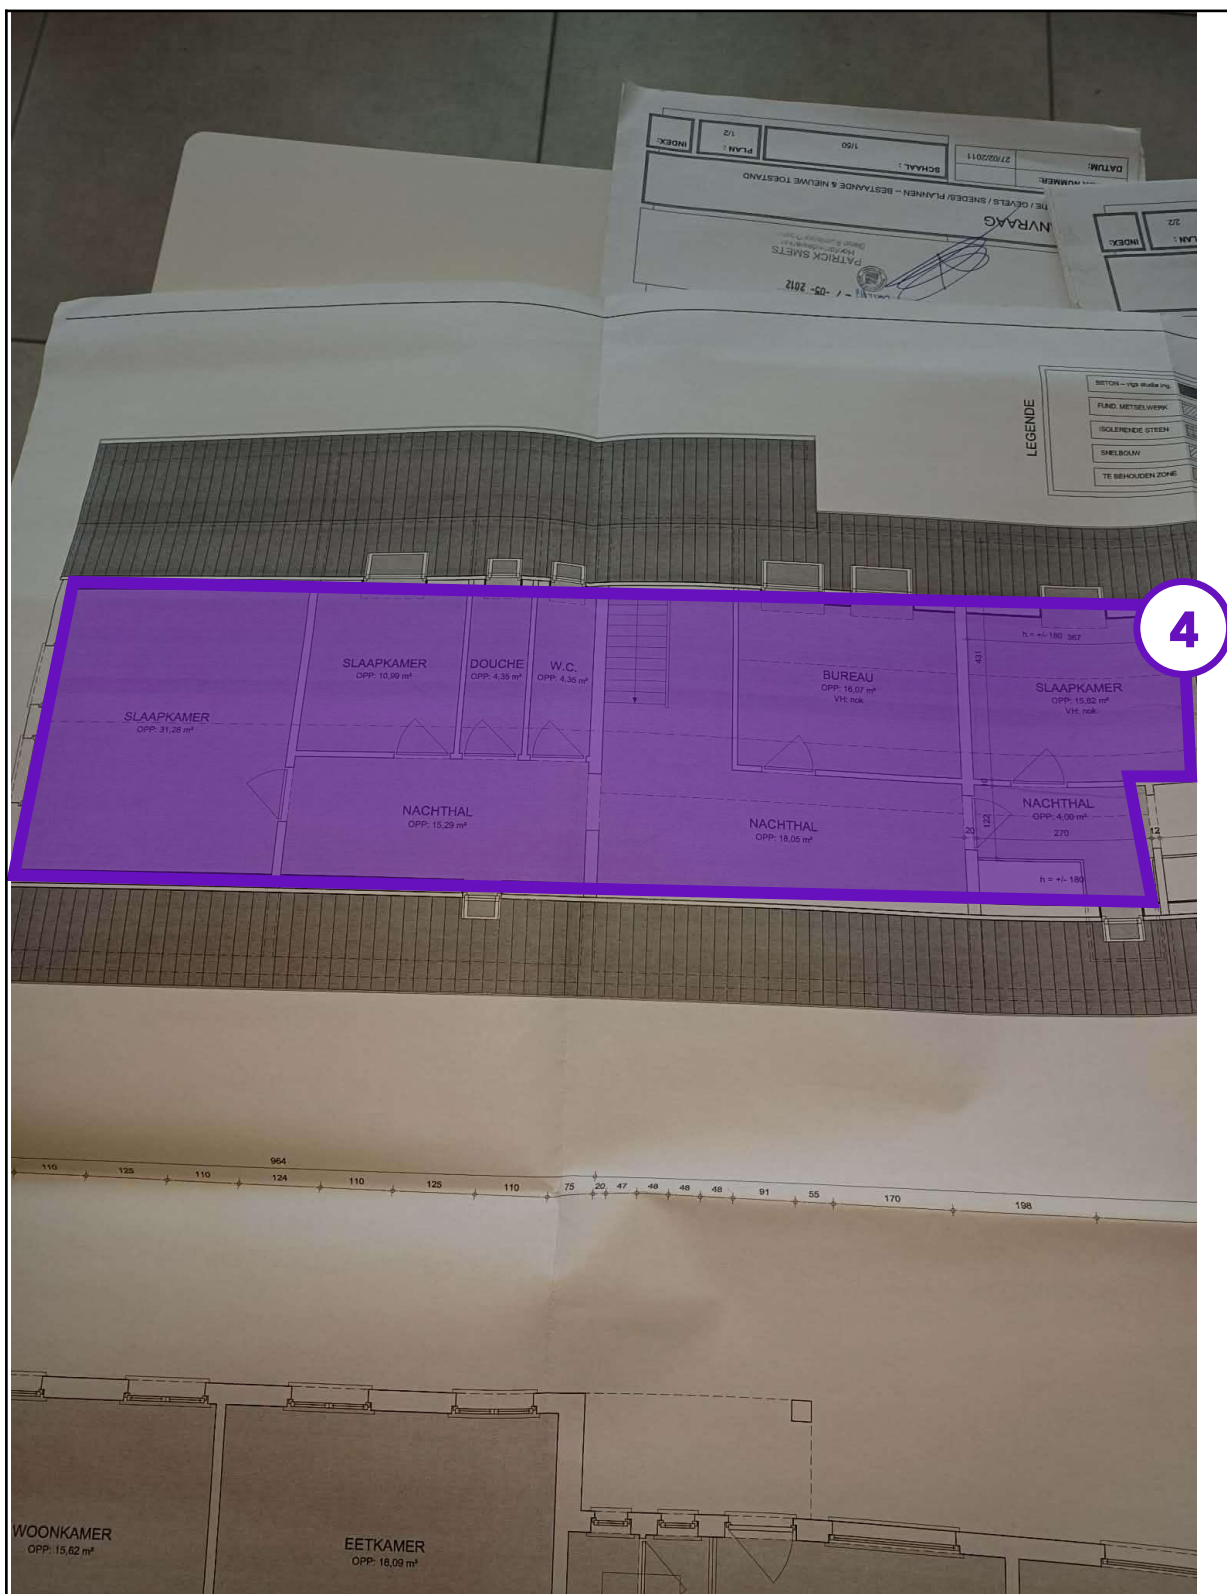 INDEX:
PLAN :
1/2
SCHAAL :
1/50
DATUM:
27/02/2011
NUMMER:
GEVELS / SNEDES/ PLANNEN – BESTAANDE & NIEUWE TOESTAND
PATRICK SMETS
-05- 2012
INDEX:
2/2
LEGENDE
BETON – vlgs studie ing.
FUND. METSELWERK
ISOLERENDE STEEN
SNELBOUW
TE BEHOUDEN ZONE
4
SLAAPKAMER
OPP: 31,28 m²
SLAAPKAMER
OPP: 10,99 m²
DOUCHE
OPP: 4,35 m²
W.C.
OPP: 4,35 m²
BUREAU
OPP: 16,07 m²
VH: nok
h = +/- 180 367
431
SLAAPKAMER
OPP: 15,82 m²
VH: nok
NACHTHAL
OPP: 15,29 m²
NACHTHAL
OPP: 18,05 m²
10
NACHTHAL
OPP: 4,00 m²
20
122
270
12
h = +/- 180
964
110 125 110 124 110 125 110 75 20 47 48 48 48 91 55 170 198
WOONKAMER
OPP: 15,62 m²
EETKAMER
OPP: 18,09 m²